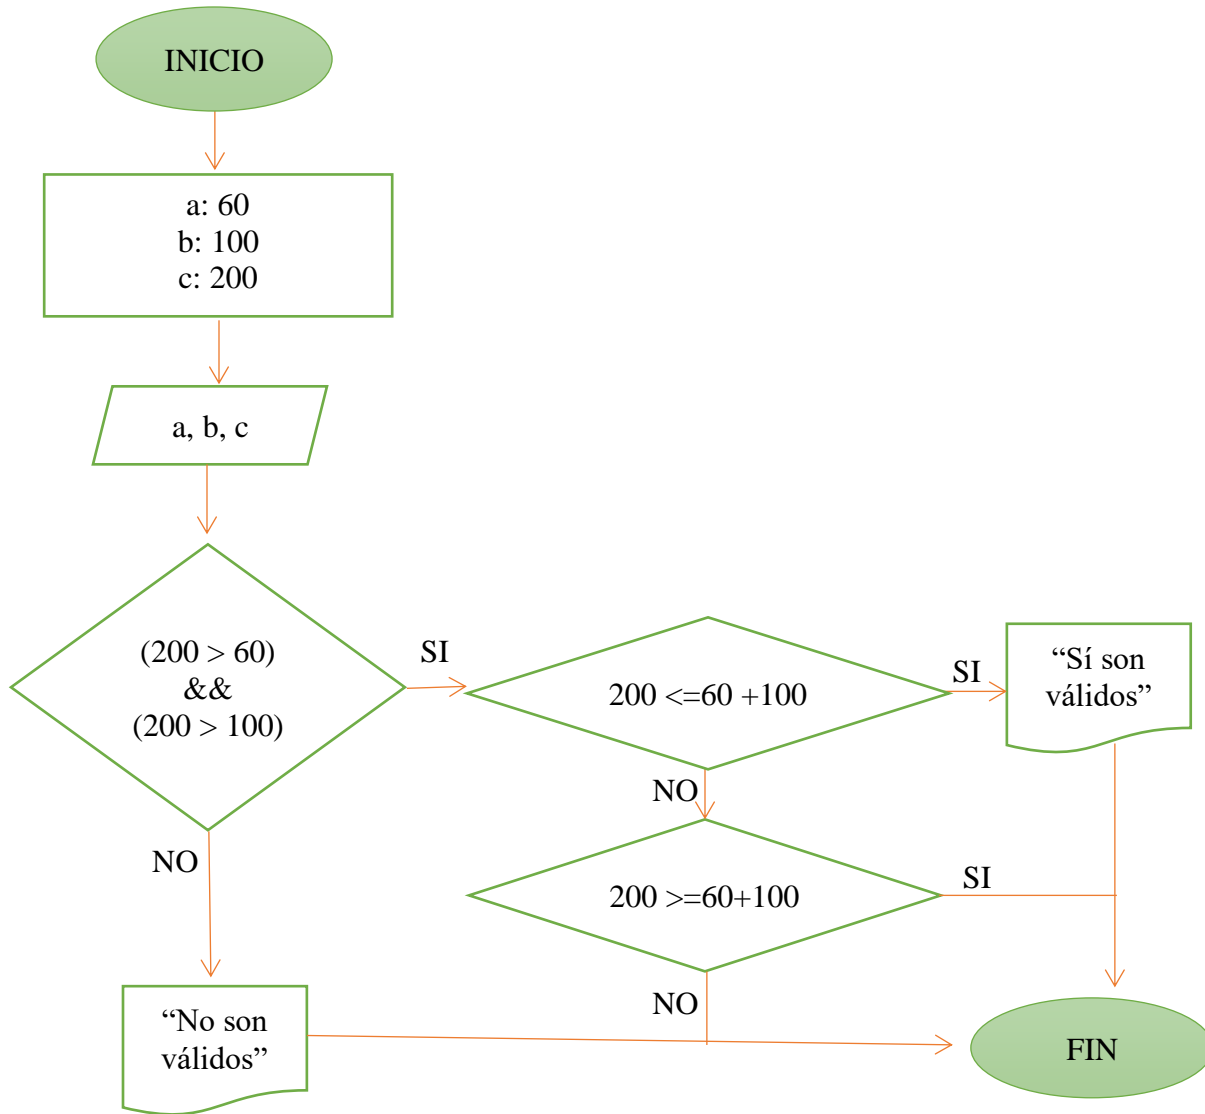 INICIO
a: 60
b: 100
c: 200
a, b, c
(200 > 60)
&&
(200 > 100)
SI
200 <=60 +100
SI
“Sí son
válidos”
NO
NO
200 >=60+100
SI
NO
“No son
válidos”
FIN